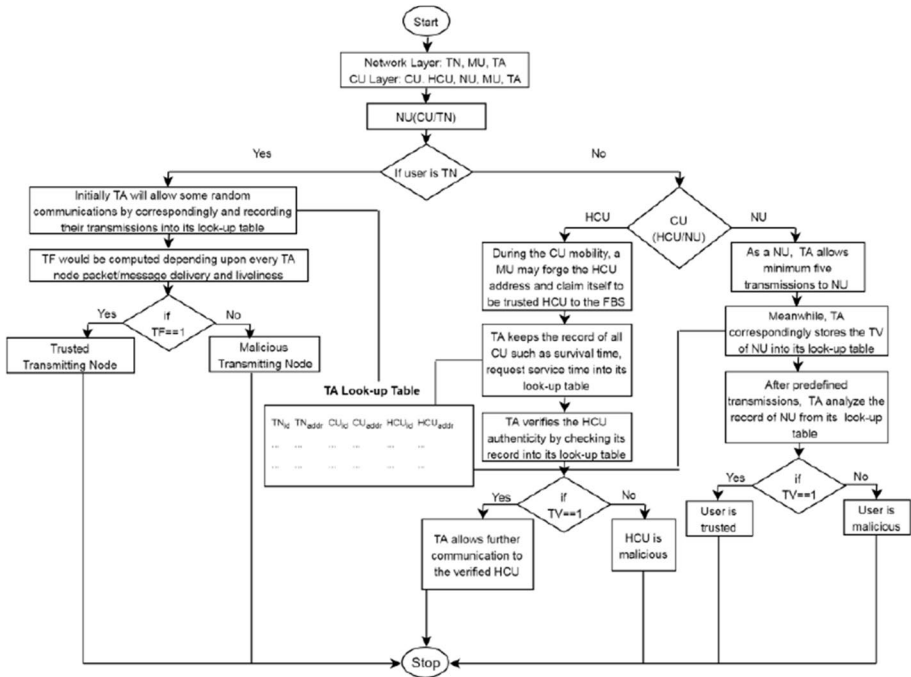 Start
Network Layer: TN, MU, TA
CU Layer: CU. HCU, NU, MU, TA
NU(CU/TN)
Yes
If user is TN
No
Initially TA will allow some random
communications by correspondingly and recording
their transmissions into its look-up table
TF would be computed depending upon every TA
node packet/message delivery and liveliness
Yes
if
TF==1
No
Trusted
Transmitting Node
Malicious
Transmitting Node
TA Look-up Table
TN_id TN_addr CU_id CU_addr HCU_id HCU_addr
... ... ... ... ... ...
... ... ... ... ... ...
HCU
CU
(HCU/NU)
NU
During the CU mobility, a
MU may forge the HCU
address and claim itself to
be trusted HCU to the FBS
TA keeps the record of all
CU such as survival time,
request service time into its
look-up table
TA verifies the HCU
authenticity by checking its
record into its look-up table
Yes
if
TV==1
No
TA allows further
communication to
the verified HCU
HCU is
malicious
As a NU, TA allows
minimum five
transmissions to NU
Meanwhile, TA
correspondingly stores the TV
of NU into its look-up table
After predefined
transmissions, TA analyze the
record of NU from its look-up
table
Yes
if
TV==1
No
User is
trusted
User is
malicious
Stop